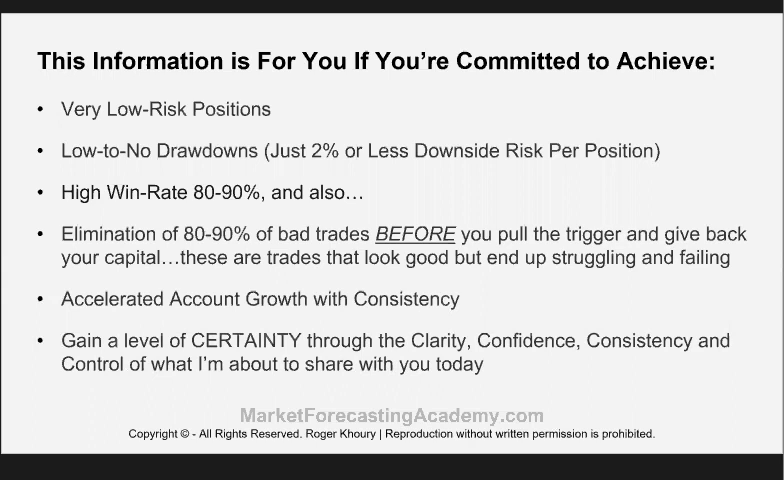 This Information is For You If You’re Committed to Achieve:
• Very Low-Risk Positions
• Low-to-No Drawdowns (Just 2% or Less Downside Risk Per Position)
• High Win-Rate 80-90%, and also…
• Elimination of 80-90% of bad trades BEFORE you pull the trigger and give back
your capital…these are trades that look good but end up struggling and failing
• Accelerated Account Growth with Consistency
• Gain a level of CERTAINTY through the Clarity, Confidence, Consistency and
Control of what I’m about to share with you today
MarketForecastingAcademy.com
Copyright © - All Rights Reserved. Roger Khoury | Reproduction without written permission is prohibited.